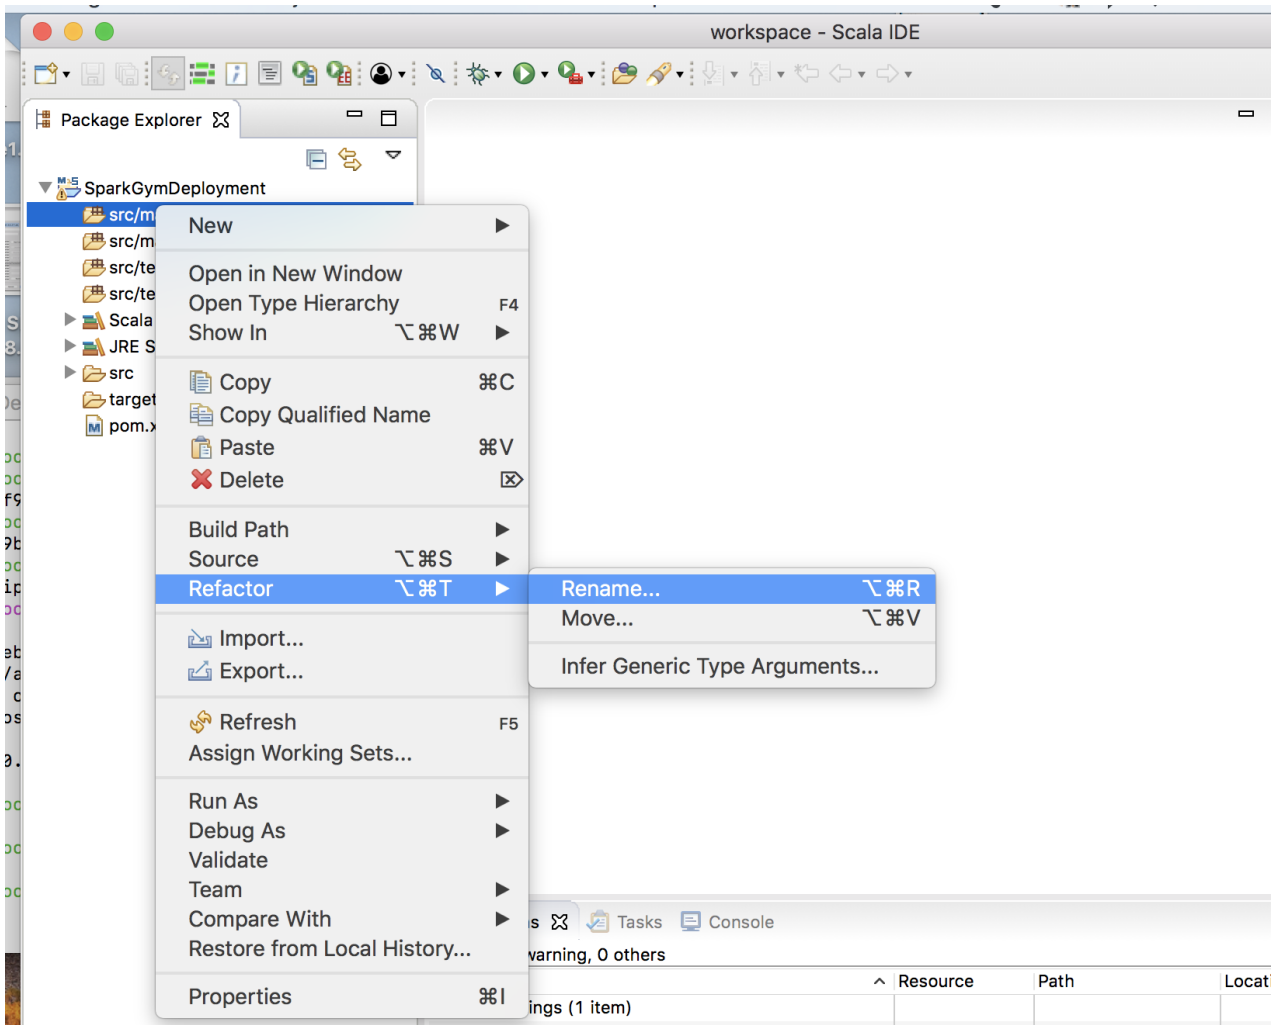 workspace - Scala IDE
Package Explorer
SparkGymDeployment
src/m
src/m
src/te
src/te
Scala
JRE S
src
target
pom.x
New
Open in New Window
Open Type Hierarchy F4
Show In ⌥⌘W
Copy ⌘C
Copy Qualified Name
Paste ⌘V
Delete ⌦
Build Path
Source ⌥⌘S
Refactor ⌥⌘T
Rename... ⌥⌘R
Move... ⌥⌘V
Infer Generic Type Arguments...
Import...
Export...
Refresh F5
Assign Working Sets...
Run As
Debug As
Validate
Team
Compare With
Restore from Local History...
Properties ⌘I
s Tasks Console
warning, 0 others
Resource Path Locati
ings (1 item)